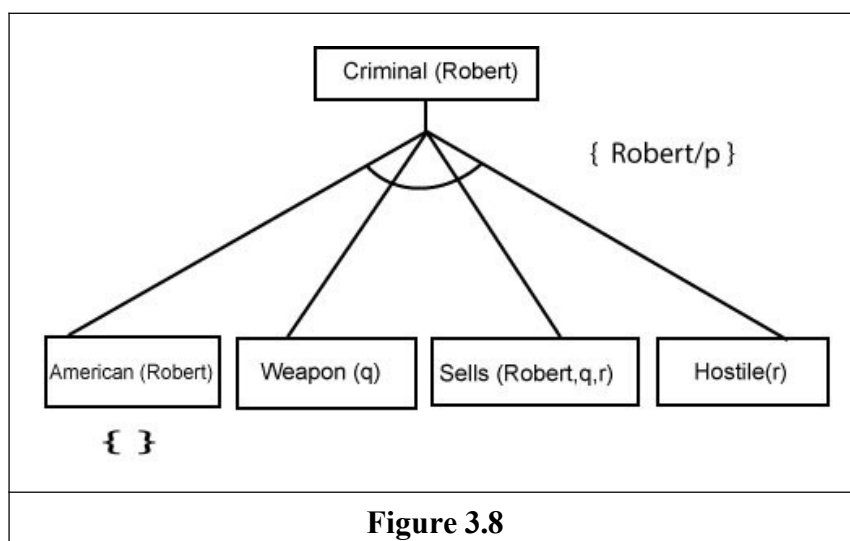 Criminal (Robert)
{ Robert/p }
American (Robert)
Weapon (q)
Sells (Robert,q,r)
Hostile(r)
{ }
Figure 3.8